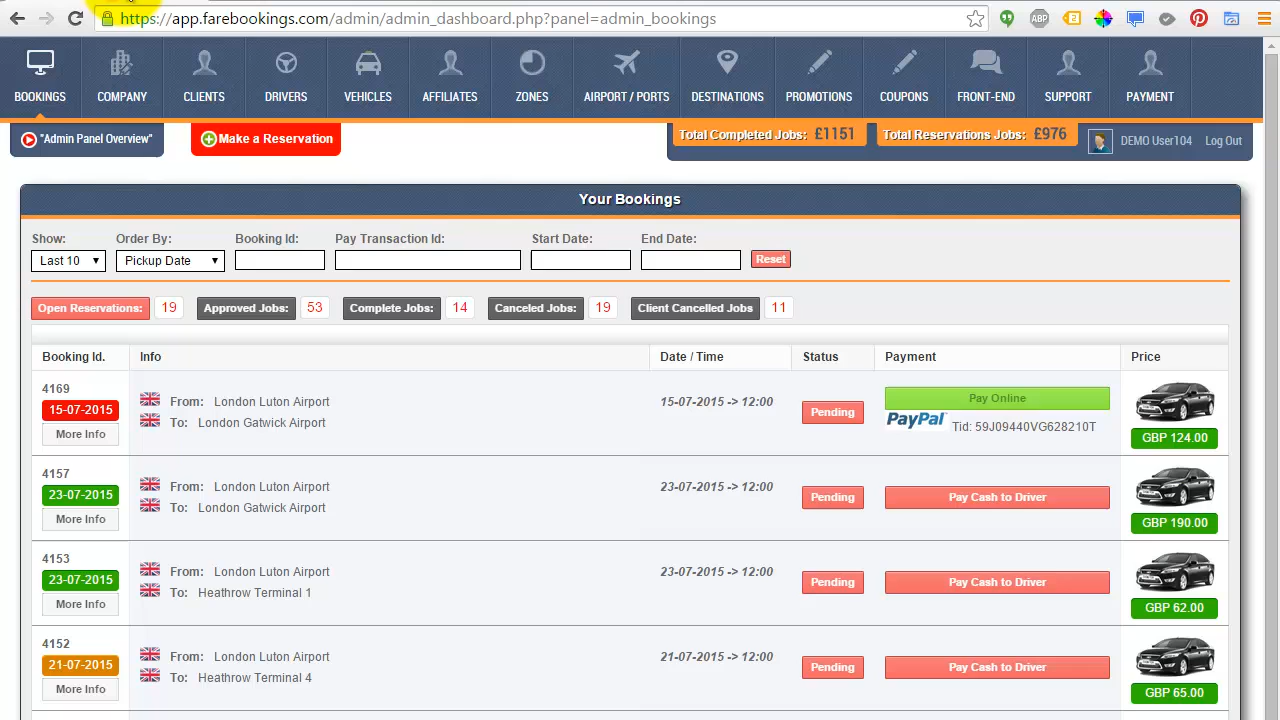 https://app.farebookings.com/admin/admin_dashboard.php?panel=admin_bookings
ABP 2
BOOKINGS COMPANY CLIENTS DRIVERS VEHICLES AFFILIATES ZONES AIRPORT / PORTS DESTINATIONS PROMOTIONS COUPONS FRONT-END SUPPORT PAYMENT
"Admin Panel Overview" Make a Reservation Total Completed Jobs: £1151 Total Reservations Jobs: £976 DEMO User104 Log Out
Your Bookings
Show: Order By: Booking Id: Pay Transaction Id: Start Date: End Date:
Last 10 Pickup Date Reset
Open Reservations: 19 Approved Jobs: 53 Complete Jobs: 14 Canceled Jobs: 19 Client Cancelled Jobs 11
Booking Id. Info Date / Time Status Payment Price
4169
15-07-2015 From: London Luton Airport 15-07-2015 -> 12:00 Pending Pay Online
More Info To: London Gatwick Airport PayPal Tid: 59J09440VG628210T GBP 124.00
4157
23-07-2015 From: London Luton Airport 23-07-2015 -> 12:00 Pending Pay Cash to Driver
More Info To: London Gatwick Airport GBP 190.00
4153
23-07-2015 From: London Luton Airport 23-07-2015 -> 12:00 Pending Pay Cash to Driver
More Info To: Heathrow Terminal 1 GBP 62.00
4152
21-07-2015 From: London Luton Airport 21-07-2015 -> 12:00 Pending Pay Cash to Driver
More Info To: Heathrow Terminal 4 GBP 65.00